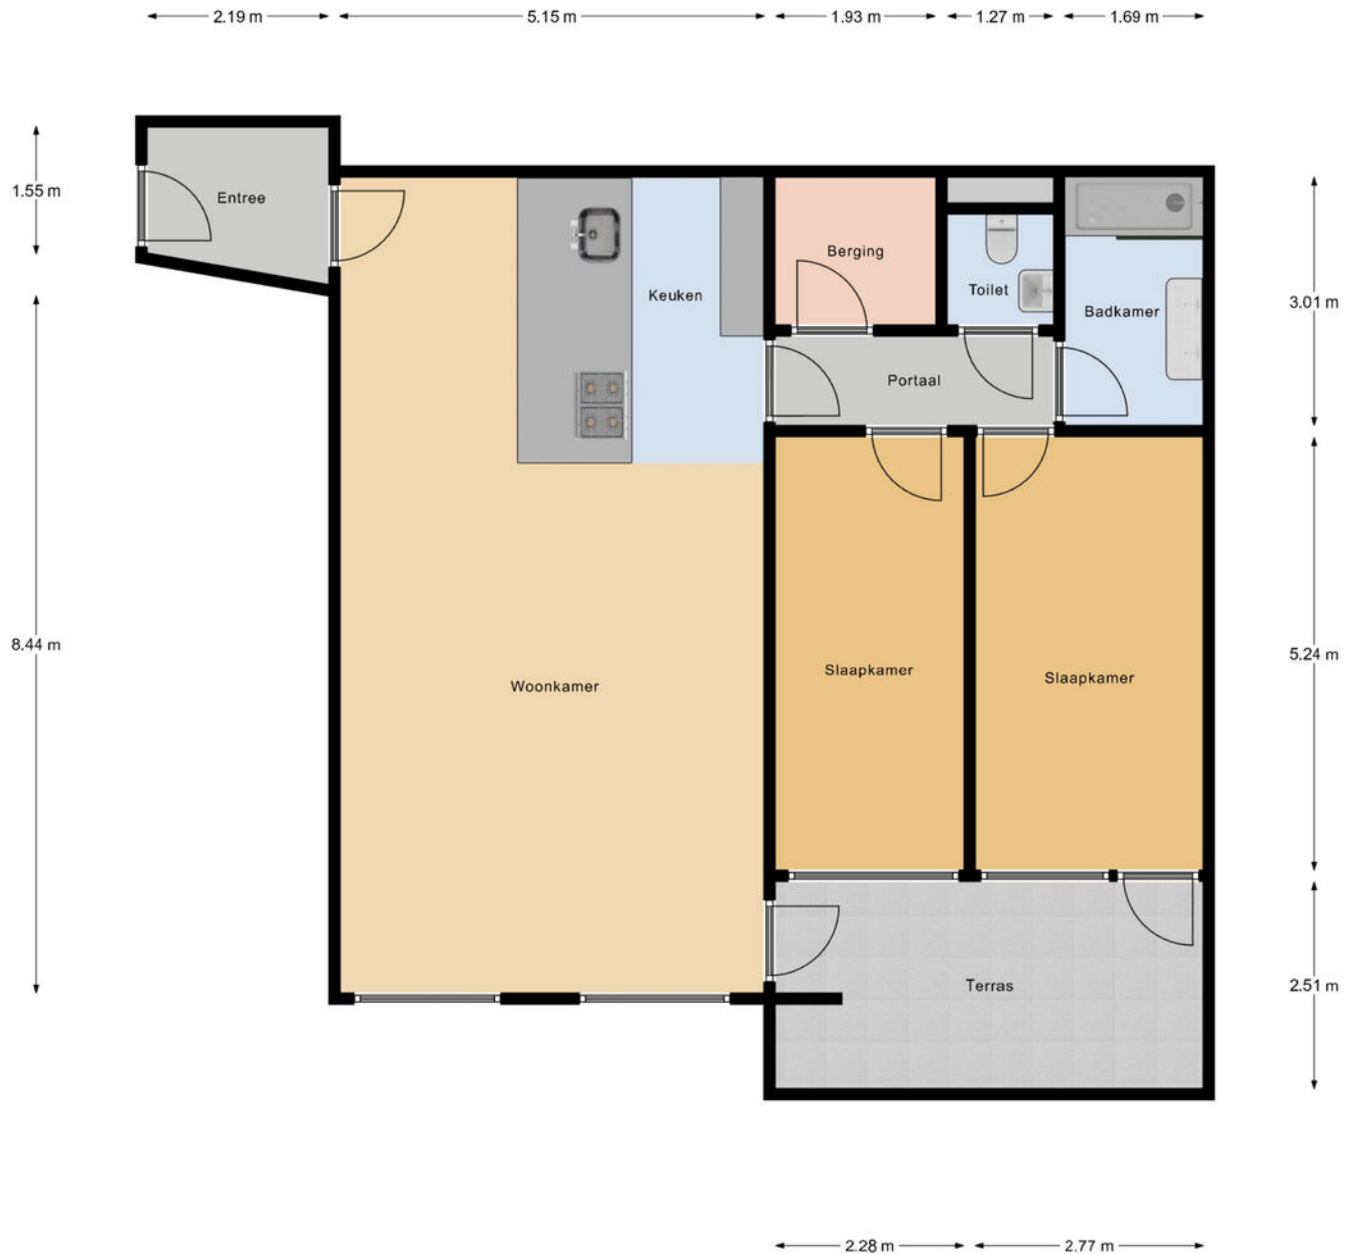 2.19 m
5.15 m
1.93 m
1.27 m
1.69 m
1.55 m
Entree
Berging
Keuken
Toilet
Badkamer
3.01 m
Portaal
8.44 m
Woonkamer
Slaapkamer
Slaapkamer
5.24 m
Terras
2.51 m
2.28 m
2.77 m